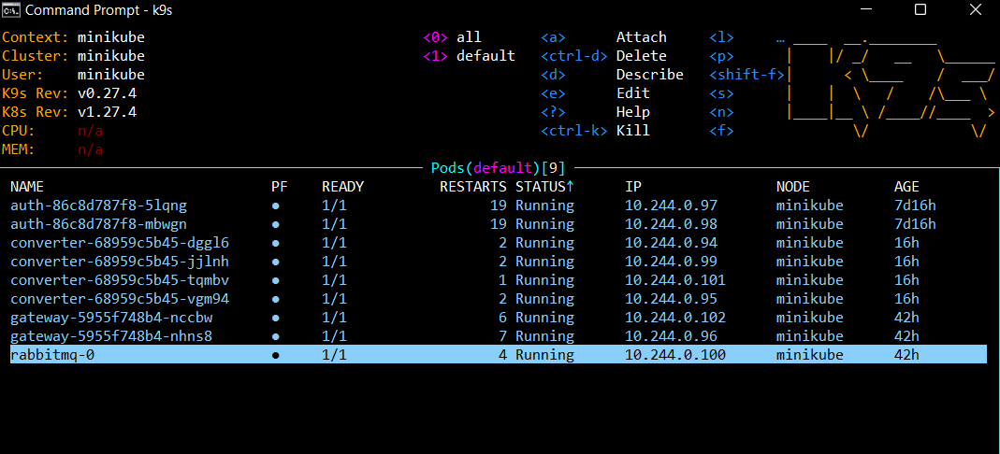 Command Prompt - k9s
Context: minikube <0> all <a> Attach <l> …
Cluster: minikube <1> default <ctrl-d> Delete <p>
User: minikube <d> Describe <shift-f>
K9s Rev: v0.27.4 <e> Edit <s>
K8s Rev: v1.27.4 <?> Help <n>
CPU: n/a <ctrl-k> Kill <f>
MEM: n/a
Pods(default)[9]
NAME PF READY RESTARTS STATUS↑ IP NODE AGE
auth-86c8d787f8-5lqng ● 1/1 19 Running 10.244.0.97 minikube 7d16h
auth-86c8d787f8-mbwgn ● 1/1 19 Running 10.244.0.98 minikube 7d16h
converter-68959c5b45-dggl6 ● 1/1 2 Running 10.244.0.94 minikube 16h
converter-68959c5b45-jjlnh ● 1/1 2 Running 10.244.0.99 minikube 16h
converter-68959c5b45-tqmbv ● 1/1 1 Running 10.244.0.101 minikube 16h
converter-68959c5b45-vgm94 ● 1/1 2 Running 10.244.0.95 minikube 16h
gateway-5955f748b4-nccbw ● 1/1 6 Running 10.244.0.102 minikube 42h
gateway-5955f748b4-nhns8 ● 1/1 7 Running 10.244.0.96 minikube 42h
rabbitmq-0 ● 1/1 4 Running 10.244.0.100 minikube 42h